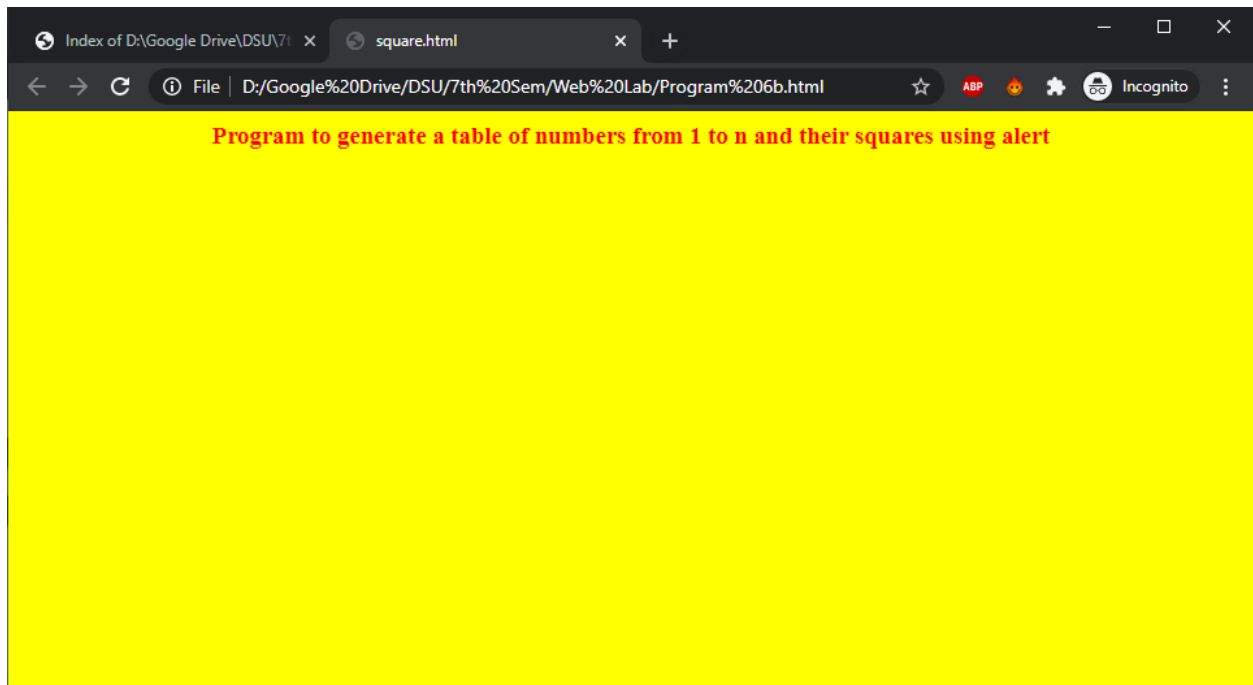 Index of D:\Google Drive\DSU\7t
square.html
File
D:/Google%20Drive/DSU/7th%20Sem/Web%20Lab/Program%206b.html
ABP
Incognito
Program to generate a table of numbers from 1 to n and their squares using alert